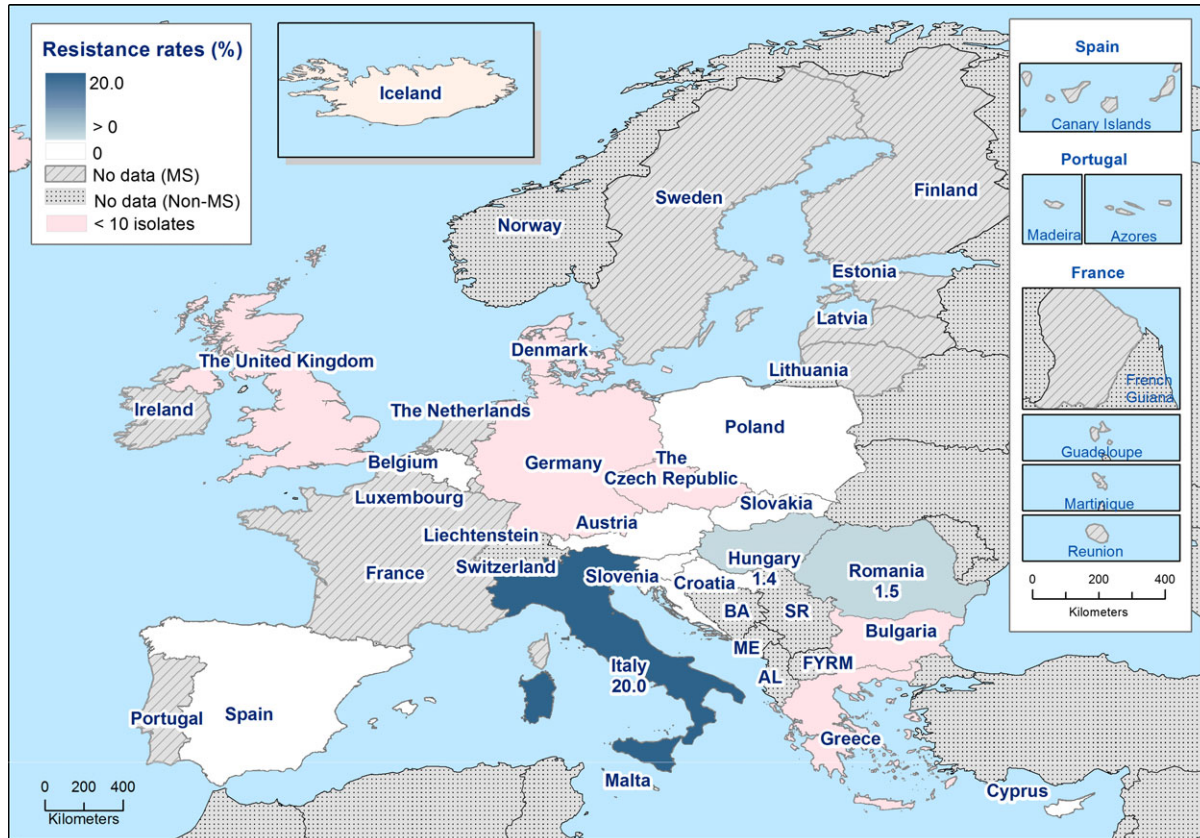 Resistance rates (%)
20.0
> 0
0
No data (MS)
No data (Non-MS)
< 10 isolates
Iceland
Spain
Canary Islands
Portugal
Madeira
Azores
France
French
Guiana
Guadeloupe
Martinique
Reunion
0 200 400
Kilometers
Finland
Sweden
Norway
Estonia
Latvia
Lithuania
Denmark
The United Kingdom
Ireland
The Netherlands
Poland
Belgium
Germany
The
Czech Republic
Luxembourg
Slovakia
Austria
Liechtenstein
Switzerland
France
Slovenia
Croatia
Hungary
1.4
Romania
1.5
BA
SR
Bulgaria
ME
FYRM
AL
Italy
20.0
Portugal
Spain
Greece
Malta
Cyprus
0 200 400
Kilometers